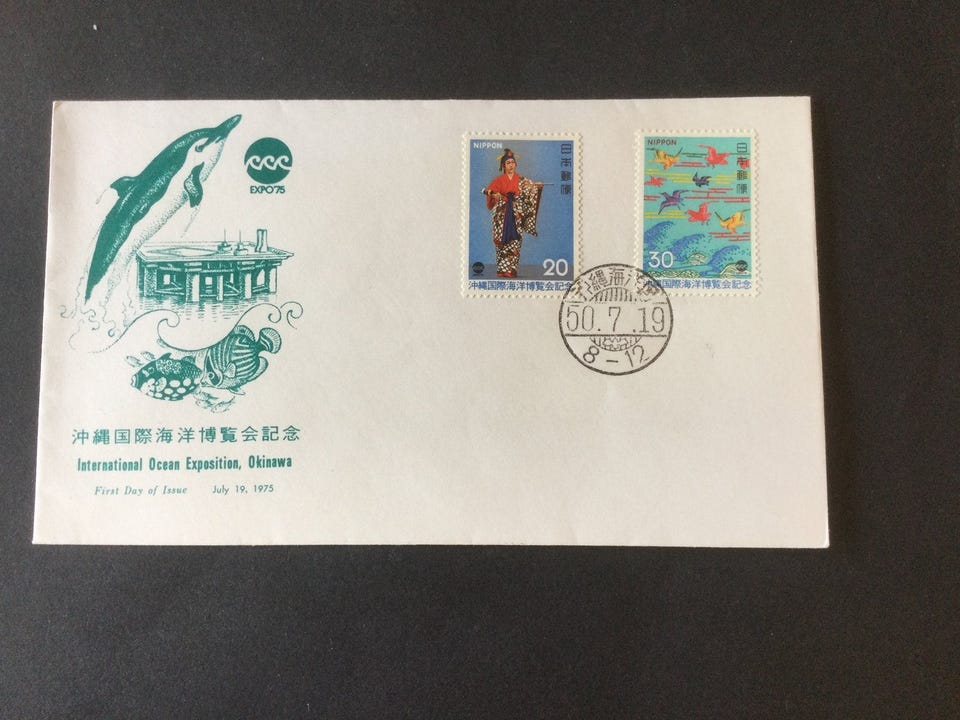 EXPO'75
沖縄国際海洋博覧会記念
International Ocean Exposition, Okinawa
First Day of Issue July 19, 1975
NIPPON
日本郵便
20
沖縄国際海洋博覧会記念
NIPPON
日本郵便
30
沖縄国際海洋博覧会記念
50.7.19
8-12